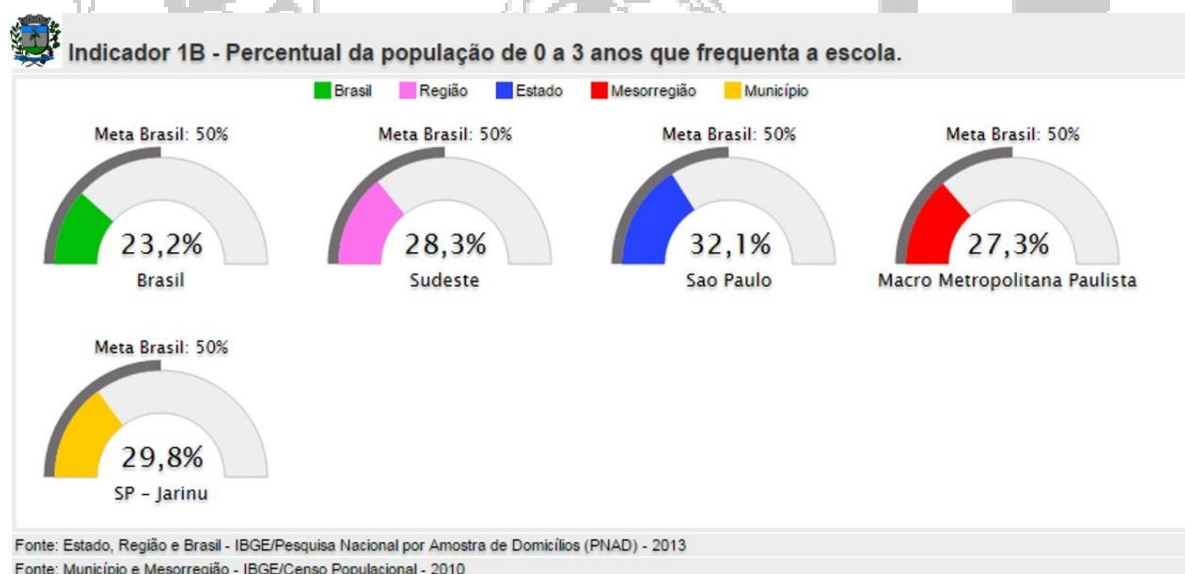 Indicador 1B - Percentual da população de 0 a 3 anos que frequenta a escola.
Brasil Região Estado Mesorregião Município
Meta Brasil: 50% Meta Brasil: 50% Meta Brasil: 50% Meta Brasil: 50%
23,2% 28,3% 32,1% 27,3%
Brasil Sudeste Sao Paulo Macro Metropolitana Paulista
Meta Brasil: 50%
29,8%
SP - Jarinu
Fonte: Estado, Região e Brasil - IBGE/Pesquisa Nacional por Amostra de Domicílios (PNAD) - 2013
Fonte: Município e Mesorregião - IBGE/Censo Populacional - 2010